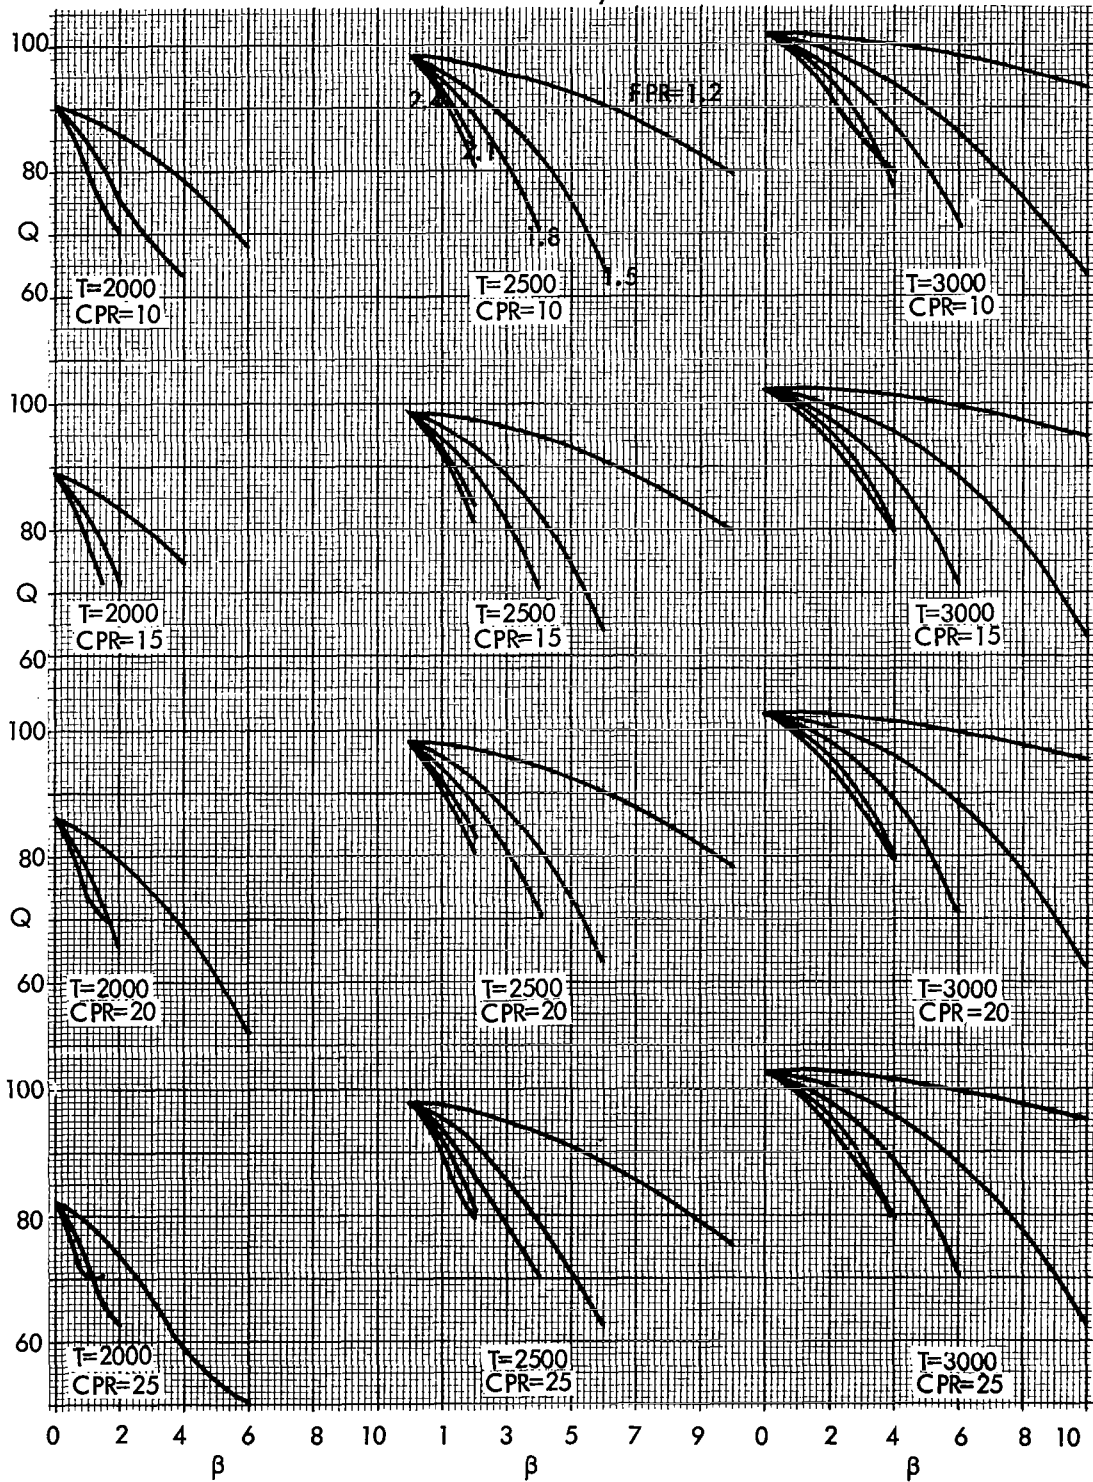 100
80
Q
60
2.4
2.1
FPR=1.2
1.8
1.5
T=2000
CPR=10
T=2500
CPR=10
T=3000
CPR=10
100
80
Q
60
T=2000
CPR=15
T=2500
CPR=15
T=3000
CPR=15
100
80
Q
60
T=2000
CPR=20
T=2500
CPR=20
T=3000
CPR=20
100
80
60
T=2000
CPR=25
T=2500
CPR=25
T=3000
CPR=25
0 2 4 6 8 10 1 3 5 7 9 0 2 4 6 8 10
β β β